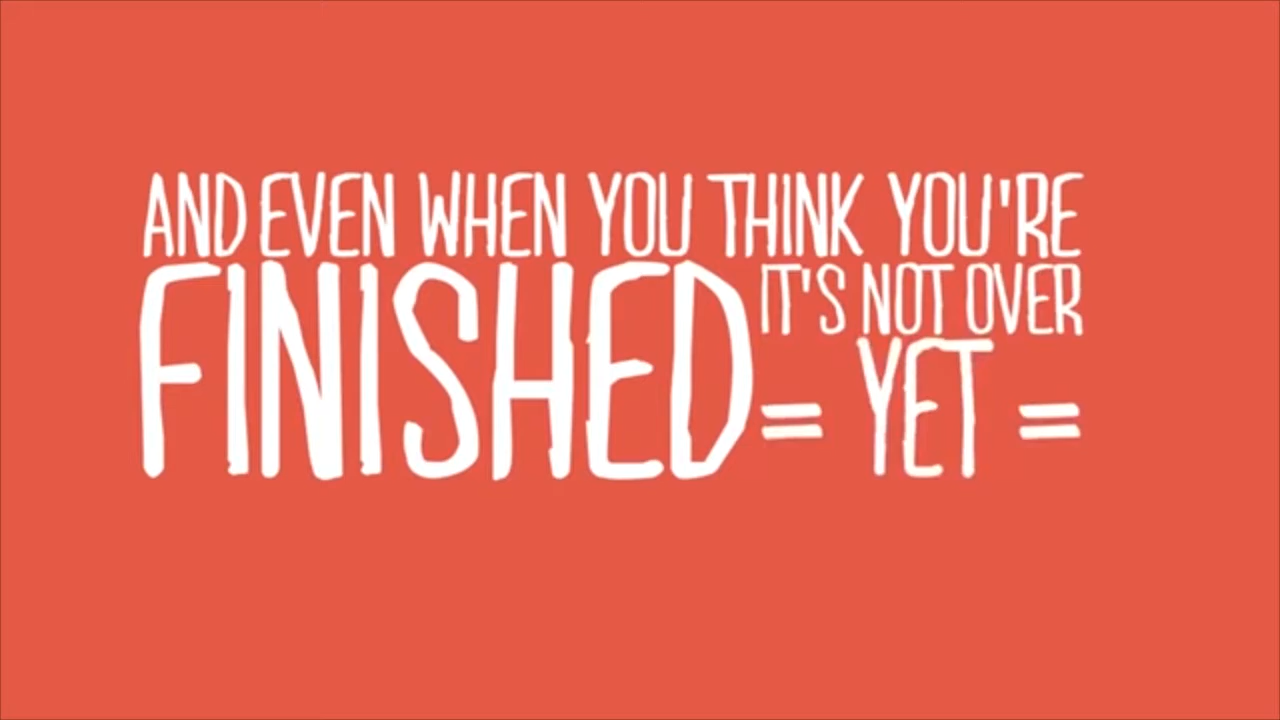 AND EVEN WHEN YOU THINK YOU'RE
FINISHED
IT'S NOT OVER
= YET =